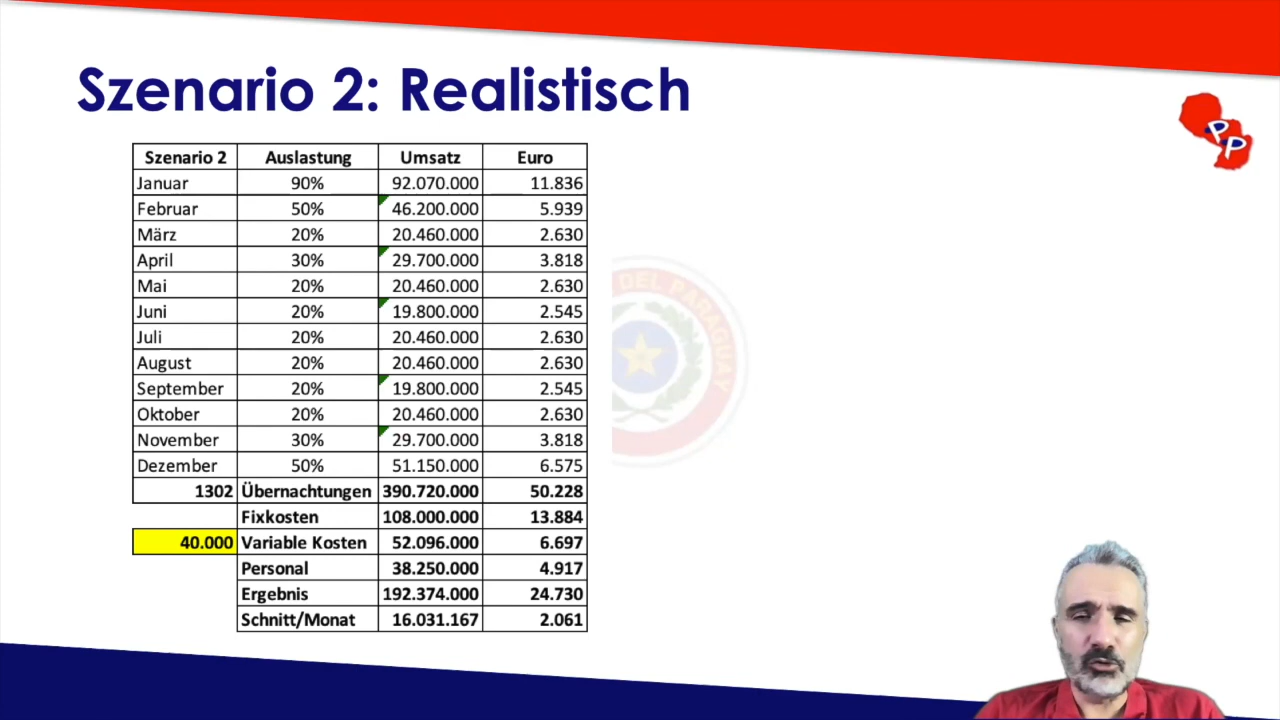 Szenario 2: Realistisch
PP
Szenario 2 Auslastung Umsatz Euro
Januar 90% 92.070.000 11.836
Februar 50% 46.200.000 5.939
März 20% 20.460.000 2.630
April 30% 29.700.000 3.818
Mai 20% 20.460.000 2.630
Juni 20% 19.800.000 2.545
Juli 20% 20.460.000 2.630
August 20% 20.460.000 2.630
September 20% 19.800.000 2.545
Oktober 20% 20.460.000 2.630
November 30% 29.700.000 3.818
Dezember 50% 51.150.000 6.575
1302 Übernachtungen 390.720.000 50.228
Fixkosten 108.000.000 13.884
40.000 Variable Kosten 52.096.000 6.697
Personal 38.250.000 4.917
Ergebnis 192.374.000 24.730
Schnitt/Monat 16.031.167 2.061
DEL PARAGUAY